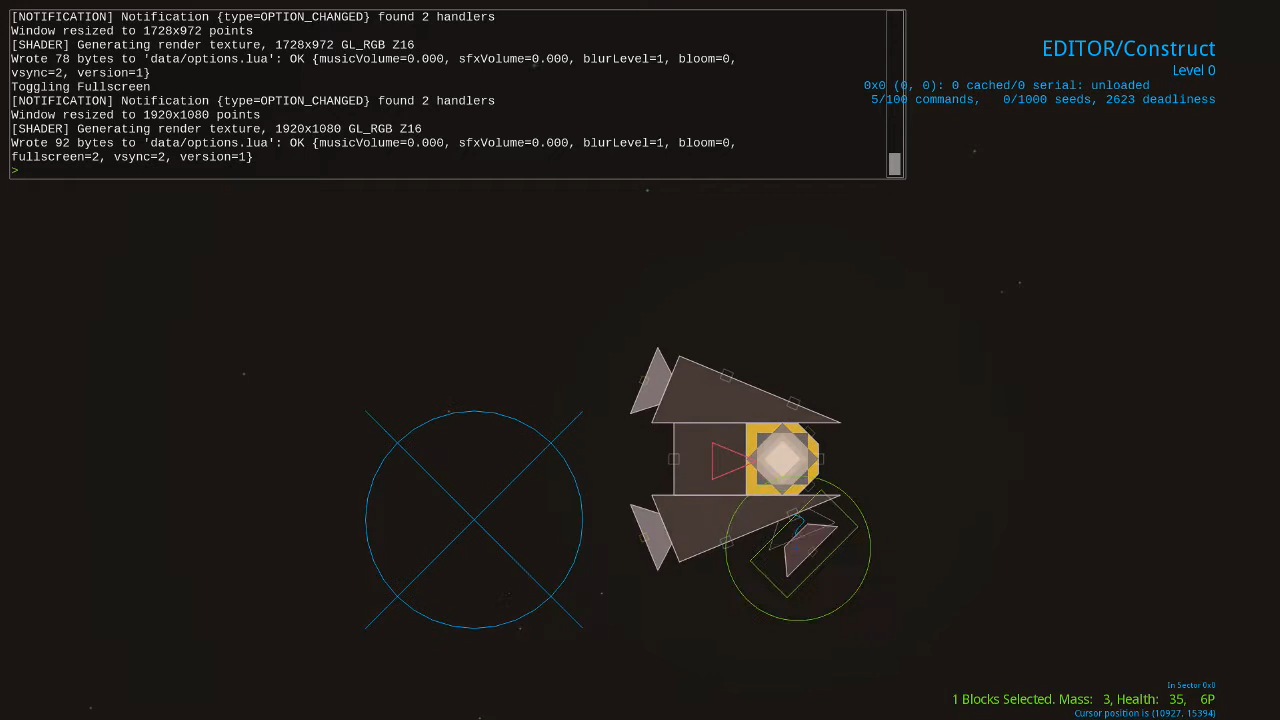 [NOTIFICATION] Notification {type=OPTION_CHANGED} found 2 handlers
Window resized to 1728x972 points
[SHADER] Generating render texture, 1728x972 GL_RGB Z16
Wrote 78 bytes to 'data/options.lua': OK {musicVolume=0.000, sfxVolume=0.000, blurLevel=1, bloom=0,
vsync=2, version=1}
Toggling Fullscreen
[NOTIFICATION] Notification {type=OPTION_CHANGED} found 2 handlers
Window resized to 1920x1080 points
[SHADER] Generating render texture, 1920x1080 GL_RGB Z16
Wrote 92 bytes to 'data/options.lua': OK {musicVolume=0.000, sfxVolume=0.000, blurLevel=1, bloom=0,
fullscreen=2, vsync=2, version=1}
>
EDITOR/Construct
Level 0
0x0 (0, 0): 0 cached/0 serial: unloaded
5/100 commands, 0/1000 seeds, 2623 deadliness
In Sector 0x0
1 Blocks Selected. Mass: 3, Health: 35, 6P
Cursor position is (10927, 15394)